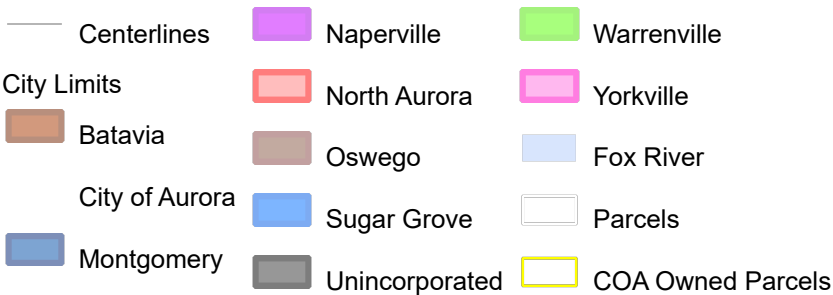 Centerlines
City Limits
Batavia
City of Aurora
Montgomery
Naperville
North Aurora
Oswego
Sugar Grove
Unincorporated
Warrenville
Yorkville
Fox River
Parcels
COA Owned Parcels